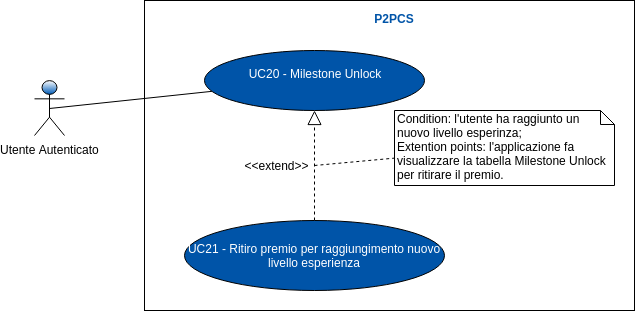 P2PCS
UC20 - Milestone Unlock
Utente Autenticato
Condition: l'utente ha raggiunto un
nuovo livello esperinza;
Extention points: l'applicazione fa
visualizzare la tabella Milestone Unlock
per ritirare il premio.
<<extend>>
UC21 - Ritiro premio per raggiungimento nuovo
livello esperienza